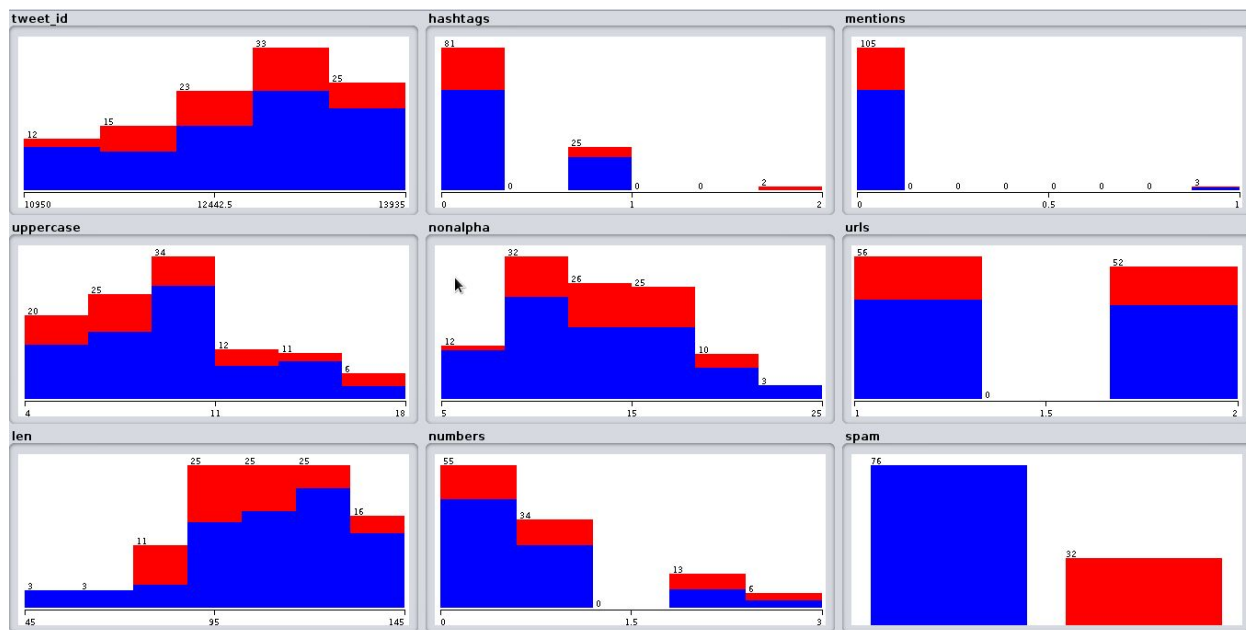 tweet_id
33
25
23
15
12
10950 12442.5 13935
hashtags
81
25
0 0 0 2
0 1 2
mentions
105
0 0 0 0 0 0 3
0 0.5 1
uppercase
34
25
20
12
11
6
4 11 18
nonalpha
32
26
25
12
10
3
5 15 25
urls
56
52
0
1 1.5 2
len
25 25 25
16
11
3 3
45 95 145
numbers
55
34
13
6
0
0 1.5 3
spam
76
32